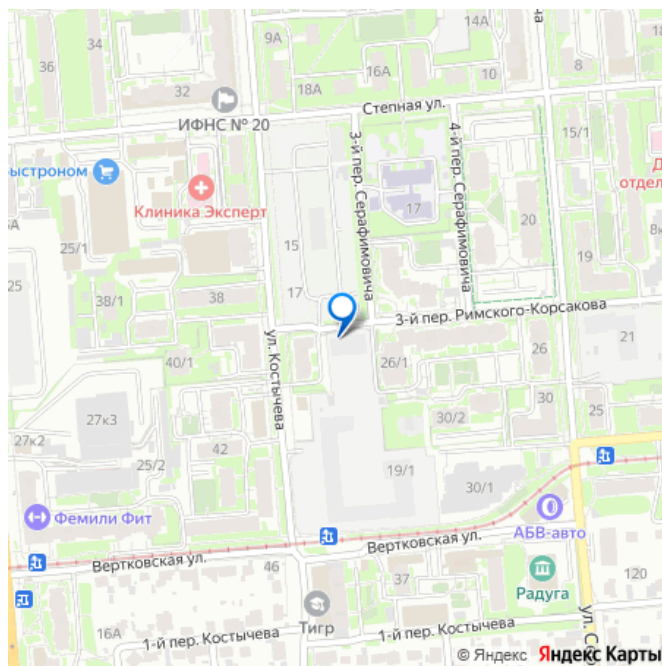 14А
ича
34
9А
36
16А
10
18А
32
Степная ул.
ИФНС № 20
15/1
3-й пер. Серафимовича
4-й пер. Серафимовича
ыстроном
Д
отдел
Клиника Эксперт
17
20
8к
3А
25/1
15
19
25
38/1
38
17
3-й пер. Римского-Корсакова
21
ул. Костычева
40/1
26/1
26
27к3
30
30/2
25
27к2
42
25/2
19/1
30/1
Фемили Фит
АБВ-авто
Вертковская ул.
Вертковская ул.
46
37
120
Радуга
Тигр
16А
1-й пер. Костычева
1-й пер. Костычева
ул. С
© Яндекс Яндекс Карты